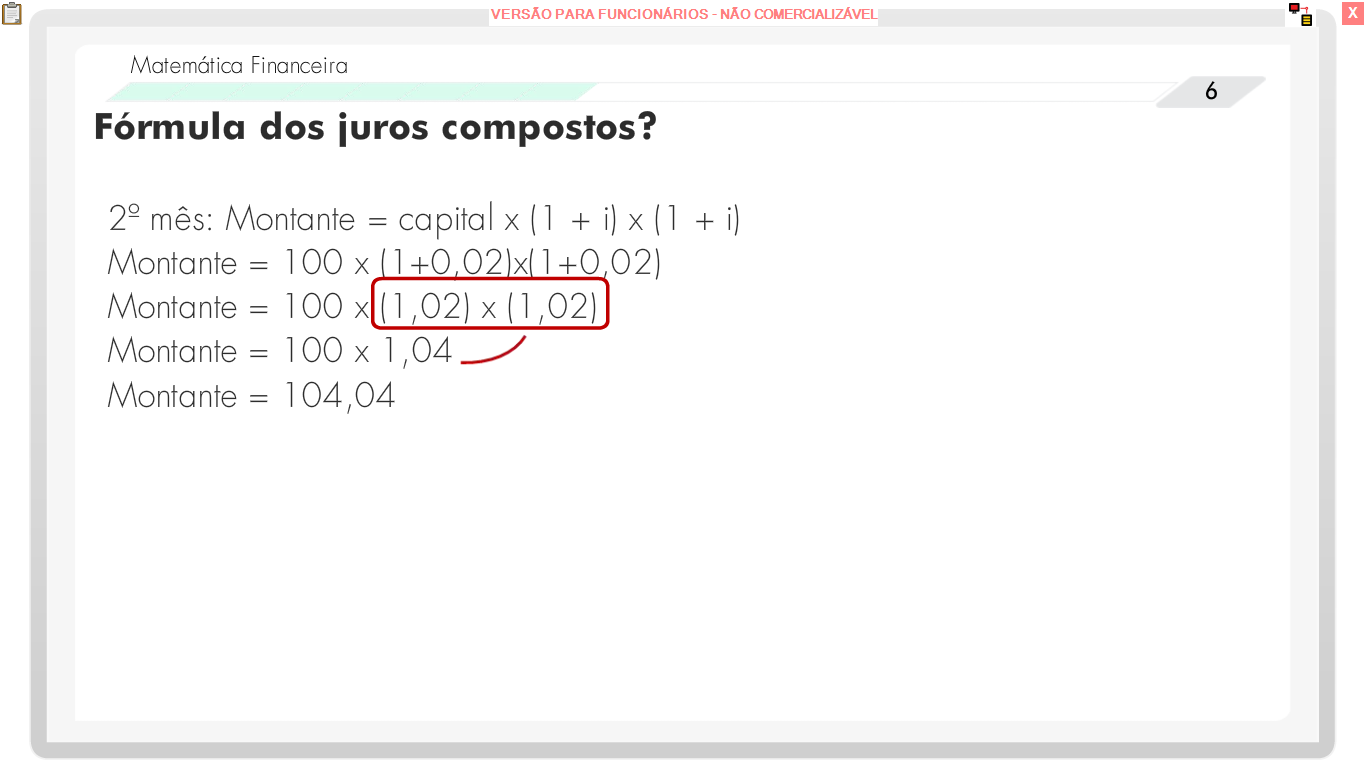 VERSÃO PARA FUNCIONÁRIOS - NÃO COMERCIALIZÁVEL
X
Matemática Financeira
6
Fórmula dos juros compostos?
2º mês: Montante = capital x (1 + i) x (1 + i)
Montante = 100 x (1+0,02)x(1+0,02)
Montante = 100 x (1,02) x (1,02)
Montante = 100 x 1,04
Montante = 104,04